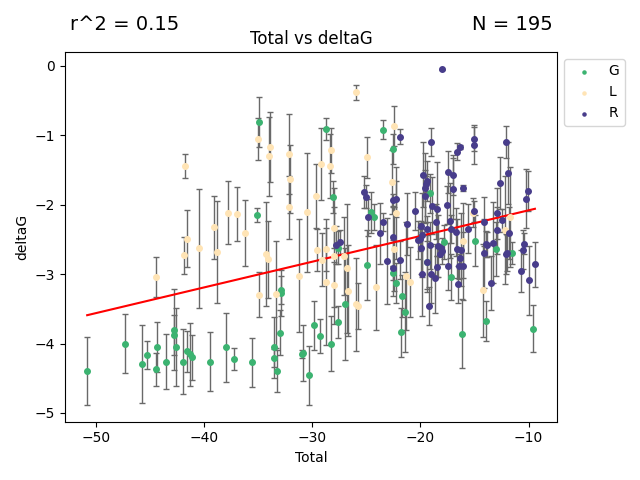 r^2 = 0.15
N = 195
Total vs deltaG
G
L
R
0
−1
−2
−3
−4
−5
deltaG
−50 −40 −30 −20 −10
Total